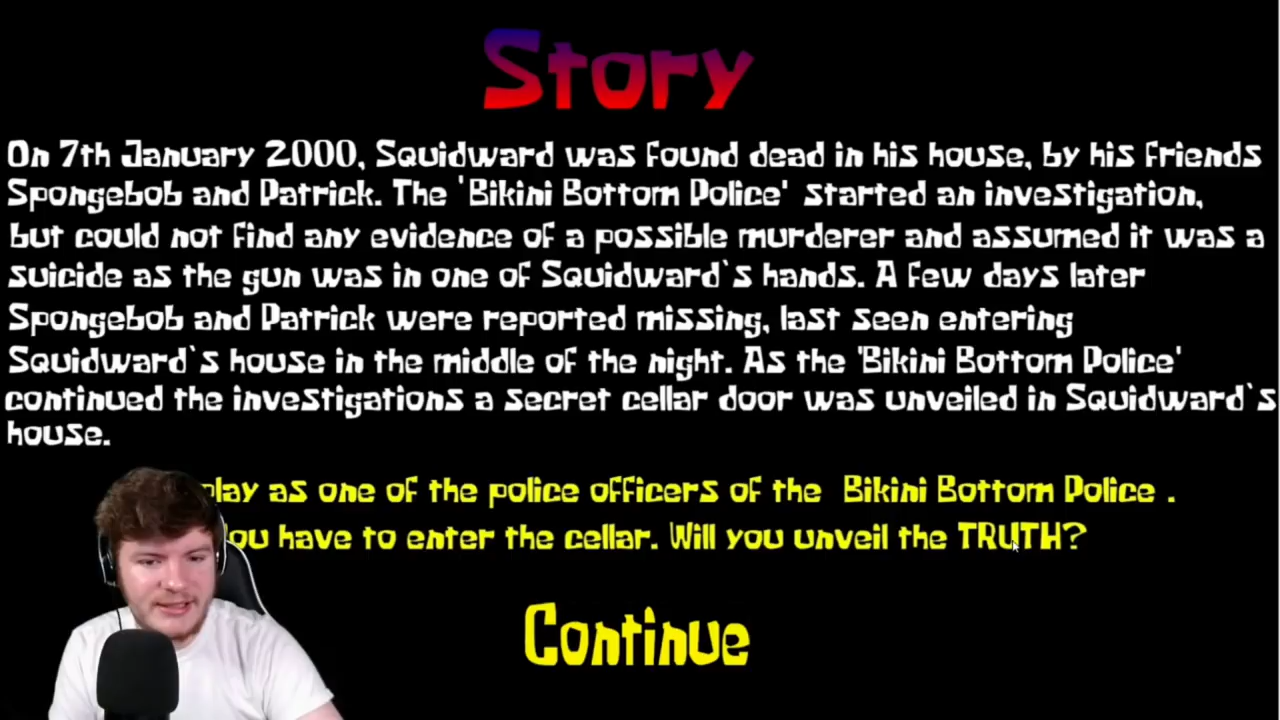 Story
On 7th January 2000, Squidward was found dead in his house, by his friends
Spongebob and Patrick. The 'Bikini Bottom Police' started an investigation,
but could not find any evidence of a possible murderer and assumed it was a
suicide as the gun was in one of Squidward`s hands. A few days later
Spongebob and Patrick were reported missing, last seen entering
Squidward`s house in the middle of the night. As the 'Bikini Bottom Police'
continued the investigations a secret cellar door was unveiled in Squidward`s
house.
play as one of the police officers of the Bikini Bottom Police .
have to enter the cellar. Will you unveil the TRUTH?
Continue